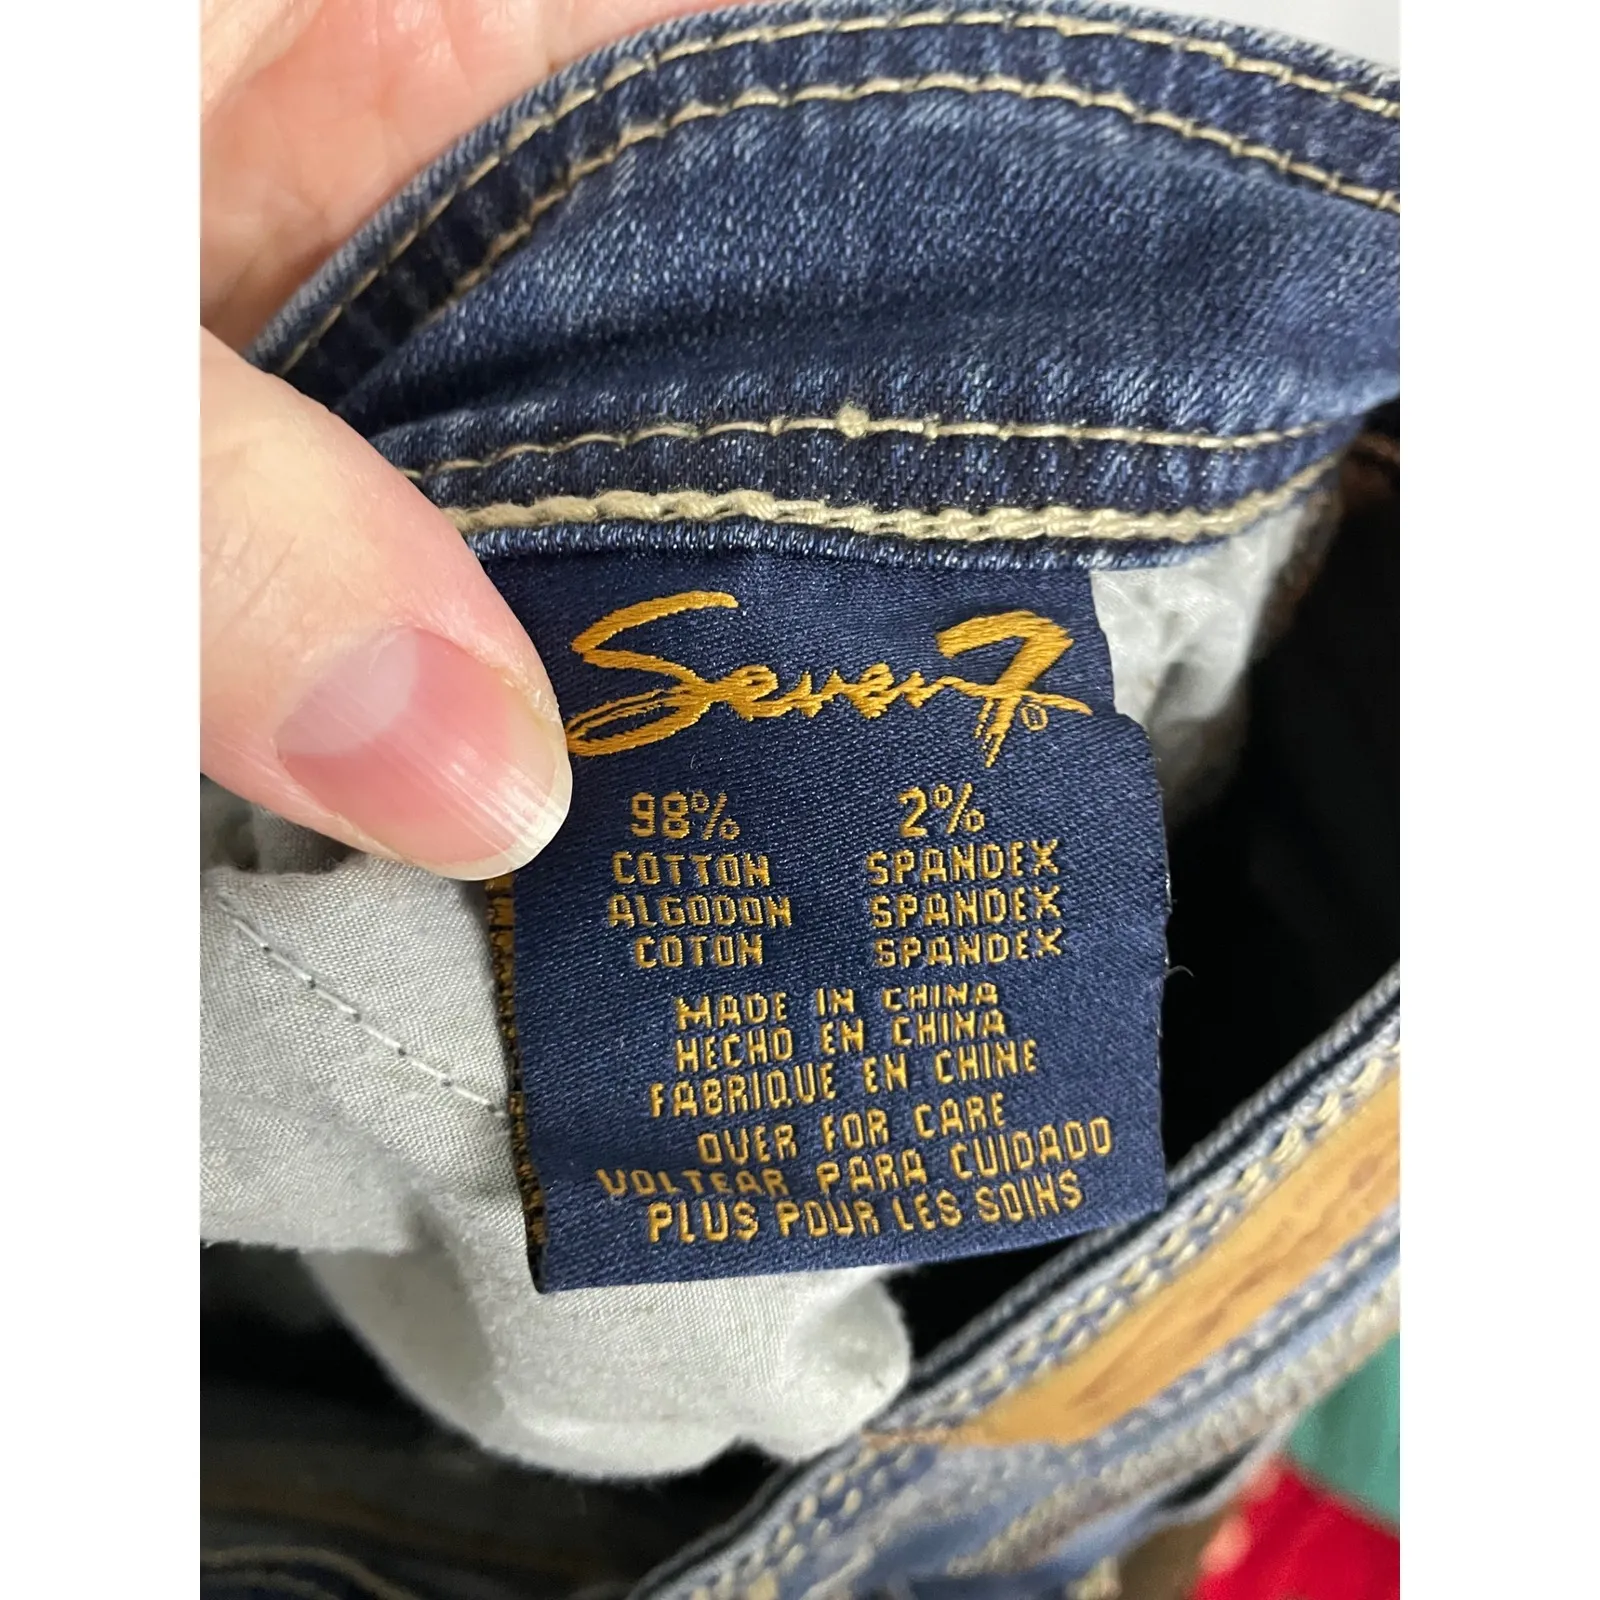 Seven7®
98% 2%
COTTON SPANDEX
ALGODON SPANDEX
COTON SPANDEX
MADE IN CHINA
HECHO EN CHINA
FABRIQUE EN CHINE
OVER FOR CARE
VOLTEAR PARA CUIDADO
PLUS POUR LES SOINS